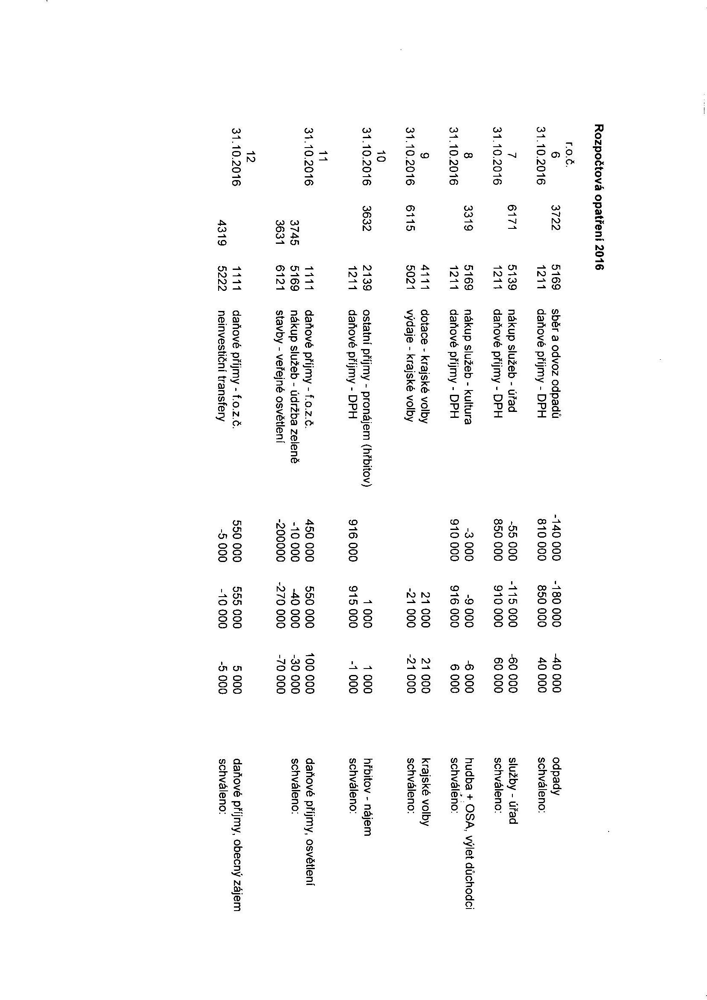 Rozpočtová opatření 2016
r.o.č.
6 3722 5169 sběr a odvoz odpadů -140 000 -180 000 -40 000 odpady
31.10.2016 1211 daňové příjmy - DPH 810 000 850 000 40 000 schváleno:
7 6171 5139 nákup služeb - úřad -55 000 -115 000 -60 000 služby - úřad
31.10.2016 1211 daňové příjmy - DPH 850 000 910 000 60 000 schváleno:
8 3319 5169 nákup služeb - kultura -3 000 -9 000 -6 000 hudba + OSA, výlet důchodci
31.10.2016 1211 daňové příjmy - DPH 910 000 916 000 6 000 schváleno:
9 4111 dotace - krajské volby 21 000 21 000 krajské volby
31.10.2016 6115 5021 výdaje - krajské volby -21 000 -21 000 schváleno:
10
31.10.2016 3632 2139 ostatní příjmy - pronájem (hřbitov) 1 000 1 000 hřbitov - nájem
1211 daňové příjmy - DPH 916 000 915 000 -1 000 schváleno:
11
31.10.2016 1111 daňové příjmy - f.o.z.č. 450 000 550 000 100 000 daňové příjmy, osvětlení
3745 5169 nákup služeb - údržba zeleně -10 000 -40 000 -30 000 schváleno:
3631 6121 stavby - veřejné osvětlení -200000 -270 000 -70 000
12
31.10.2016 1111 daňové příjmy - f.o.z.č. 550 000 555 000 5 000 daňové příjmy, obecný zájem
4319 5222 neinvestiční transfery -5 000 -10 000 -5 000 schváleno: